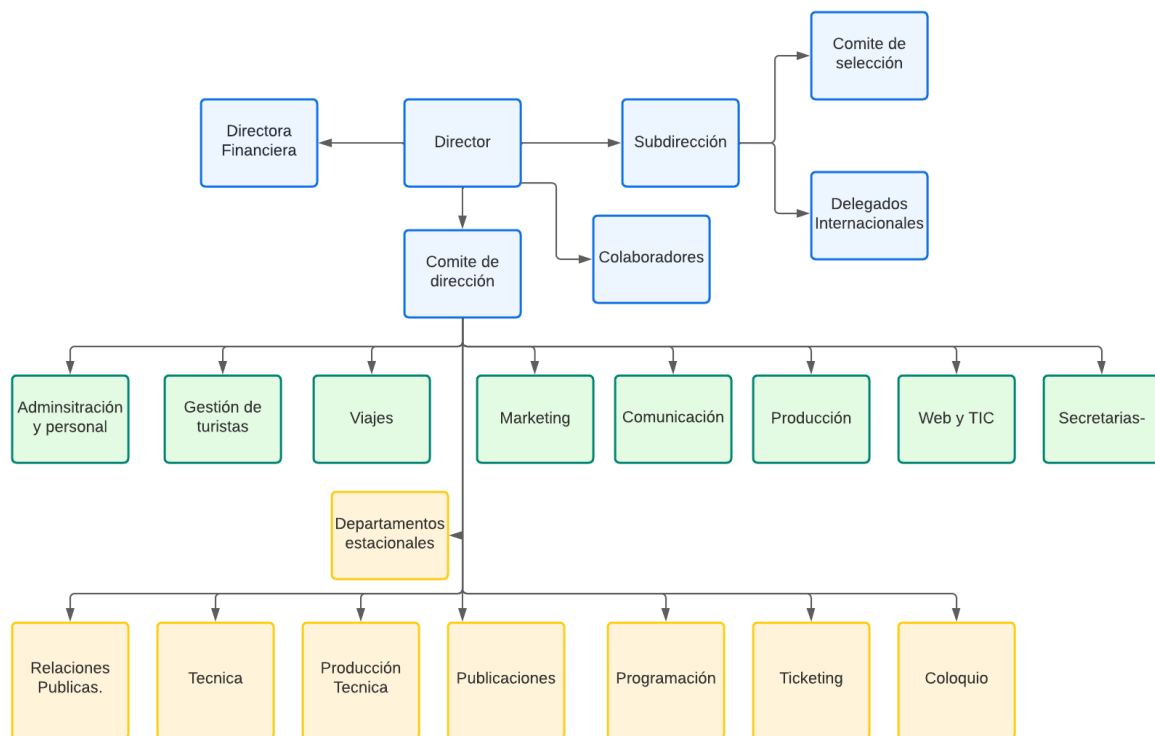 Comite de
selección
Directora
Financiera
Director
Subdirección
Delegados
Internacionales
Colaboradores
Comite de
dirección
Adminsitración
y personal
Gestión de
turistas
Viajes
Marketing
Comunicación
Producción
Web y TIC
Secretarias-
Departamentos
estacionales
Relaciones
Publicas.
Tecnica
Producción
Tecnica
Publicaciones
Programación
Ticketing
Coloquio